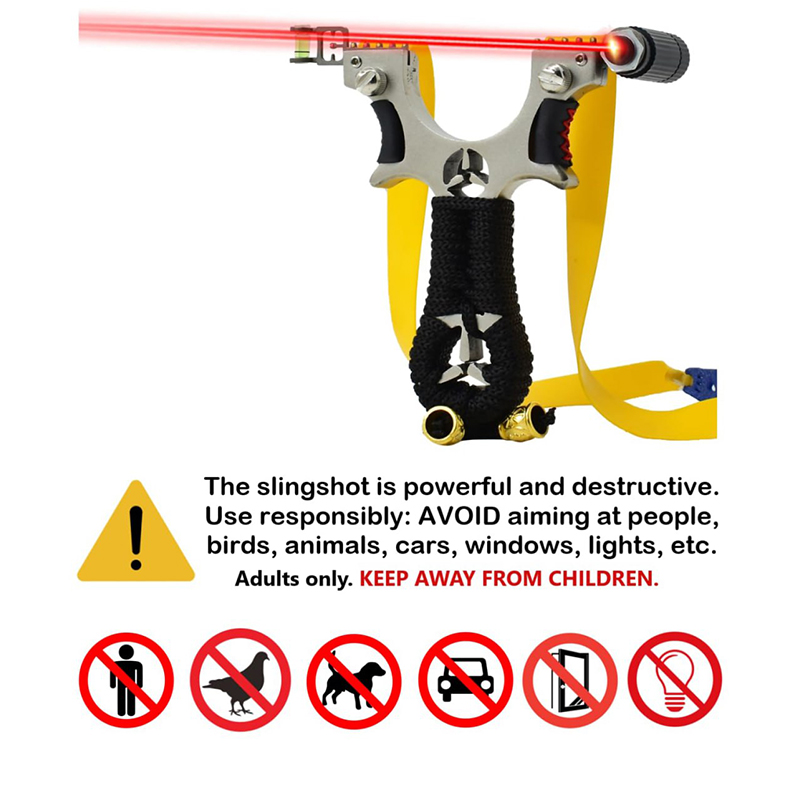 The slingshot is powerful and destructive.
Use responsibly: AVOID aiming at people,
birds, animals, cars, windows, lights, etc.
Adults only. KEEP AWAY FROM CHILDREN.